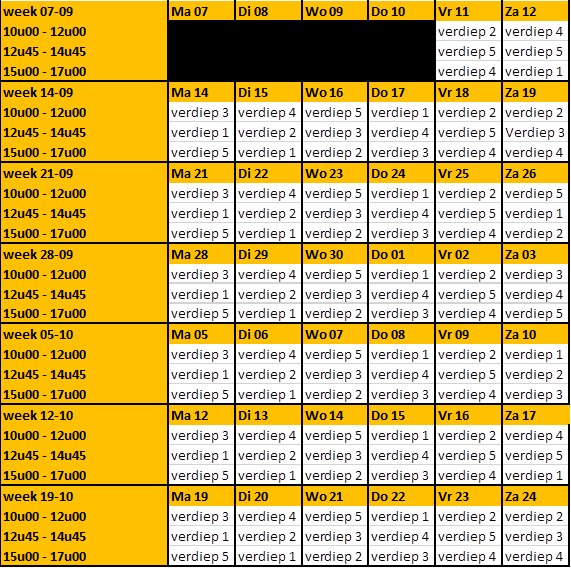 week 07-09 Ma 07 Di 08 Wo 09 Do 10 Vr 11 Za 12
10u00 - 12u00 verdiep 2 verdiep 4
12u45 - 14u45 verdiep 5 verdiep 5
15u00 - 17u00 verdiep 4 verdiep 1
week 14-09 Ma 14 Di 15 Wo 16 Do 17 Vr 18 Za 19
10u00 - 12u00 verdiep 3 verdiep 4 verdiep 5 verdiep 1 verdiep 2 verdiep 2
12u45 - 14u45 verdiep 1 verdiep 2 verdiep 3 verdiep 4 verdiep 5 Verdiep 3
15u00 - 17u00 verdiep 5 verdiep 1 verdiep 2 verdiep 3 verdiep 4 verdiep 4
week 21-09 Ma 21 Di 22 Wo 23 Do 24 Vr 25 Za 26
10u00 - 12u00 verdiep 3 verdiep 4 verdiep 5 verdiep 1 verdiep 2 verdiep 5
12u45 - 14u45 verdiep 1 verdiep 2 verdiep 3 verdiep 4 verdiep 5 verdiep 1
15u00 - 17u00 verdiep 5 verdiep 1 verdiep 2 verdiep 3 verdiep 4 verdiep 2
week 28-09 Ma 28 Di 29 Wo 30 Do 01 Vr 02 Za 03
10u00 - 12u00 verdiep 3 verdiep 4 verdiep 5 verdiep 1 verdiep 2 verdiep 3
12u45 - 14u45 verdiep 1 verdiep 2 verdiep 3 verdiep 4 verdiep 5 verdiep 4
15u00 - 17u00 verdiep 5 verdiep 1 verdiep 2 verdiep 3 verdiep 4 verdiep 5
week 05-10 Ma 05 Di 06 Wo 07 Do 08 Vr 09 Za 10
10u00 - 12u00 verdiep 3 verdiep 4 verdiep 5 verdiep 1 verdiep 2 verdiep 1
12u45 - 14u45 verdiep 1 verdiep 2 verdiep 3 verdiep 4 verdiep 5 verdiep 2
15u00 - 17u00 verdiep 5 verdiep 1 verdiep 2 verdiep 3 verdiep 4 verdiep 3
week 12-10 Ma 12 Di 13 Wo 14 Do 15 Vr 16 Za 17
10u00 - 12u00 verdiep 3 verdiep 4 verdiep 5 verdiep 1 verdiep 2 verdiep 4
12u45 - 14u45 verdiep 1 verdiep 2 verdiep 3 verdiep 4 verdiep 5 verdiep 5
15u00 - 17u00 verdiep 5 verdiep 1 verdiep 2 verdiep 3 verdiep 4 verdiep 1
week 19-10 Ma 19 Di 20 Wo 21 Do 22 Vr 23 Za 24
10u00 - 12u00 verdiep 3 verdiep 4 verdiep 5 verdiep 1 verdiep 2 verdiep 2
12u45 - 14u45 verdiep 1 verdiep 2 verdiep 3 verdiep 4 verdiep 5 verdiep 3
15u00 - 17u00 verdiep 5 verdiep 1 verdiep 2 verdiep 3 verdiep 4 verdiep 4